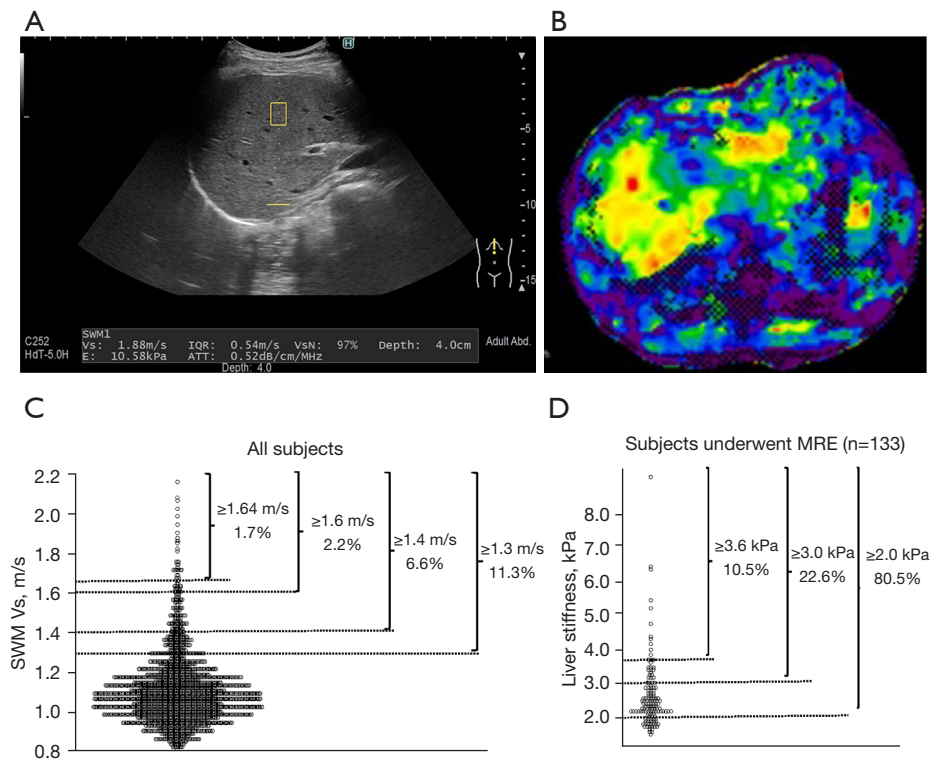 A
H
-5
-10
-15
C252
HdT-5.0H
SWM1
Vs: 1.88m/s IQR: 0.54m/s VsN: 97% Depth: 4.0cm
E: 10.58kPa ATT: 0.52dB/cm/MHz
Adult Abd.
Depth: 4.0
B
C
All subjects
SWM Vs, m/s
2.2
2.0
1.8
1.6
1.4
1.2
1.0
0.8
≥1.64 m/s
1.7%
≥1.6 m/s
2.2%
≥1.4 m/s
6.6%
≥1.3 m/s
11.3%
D
Subjects underwent MRE (n=133)
Liver stiffness, kPa
8.0
7.0
6.0
5.0
4.0
3.0
2.0
≥3.6 kPa
10.5%
≥3.0 kPa
22.6%
≥2.0 kPa
80.5%